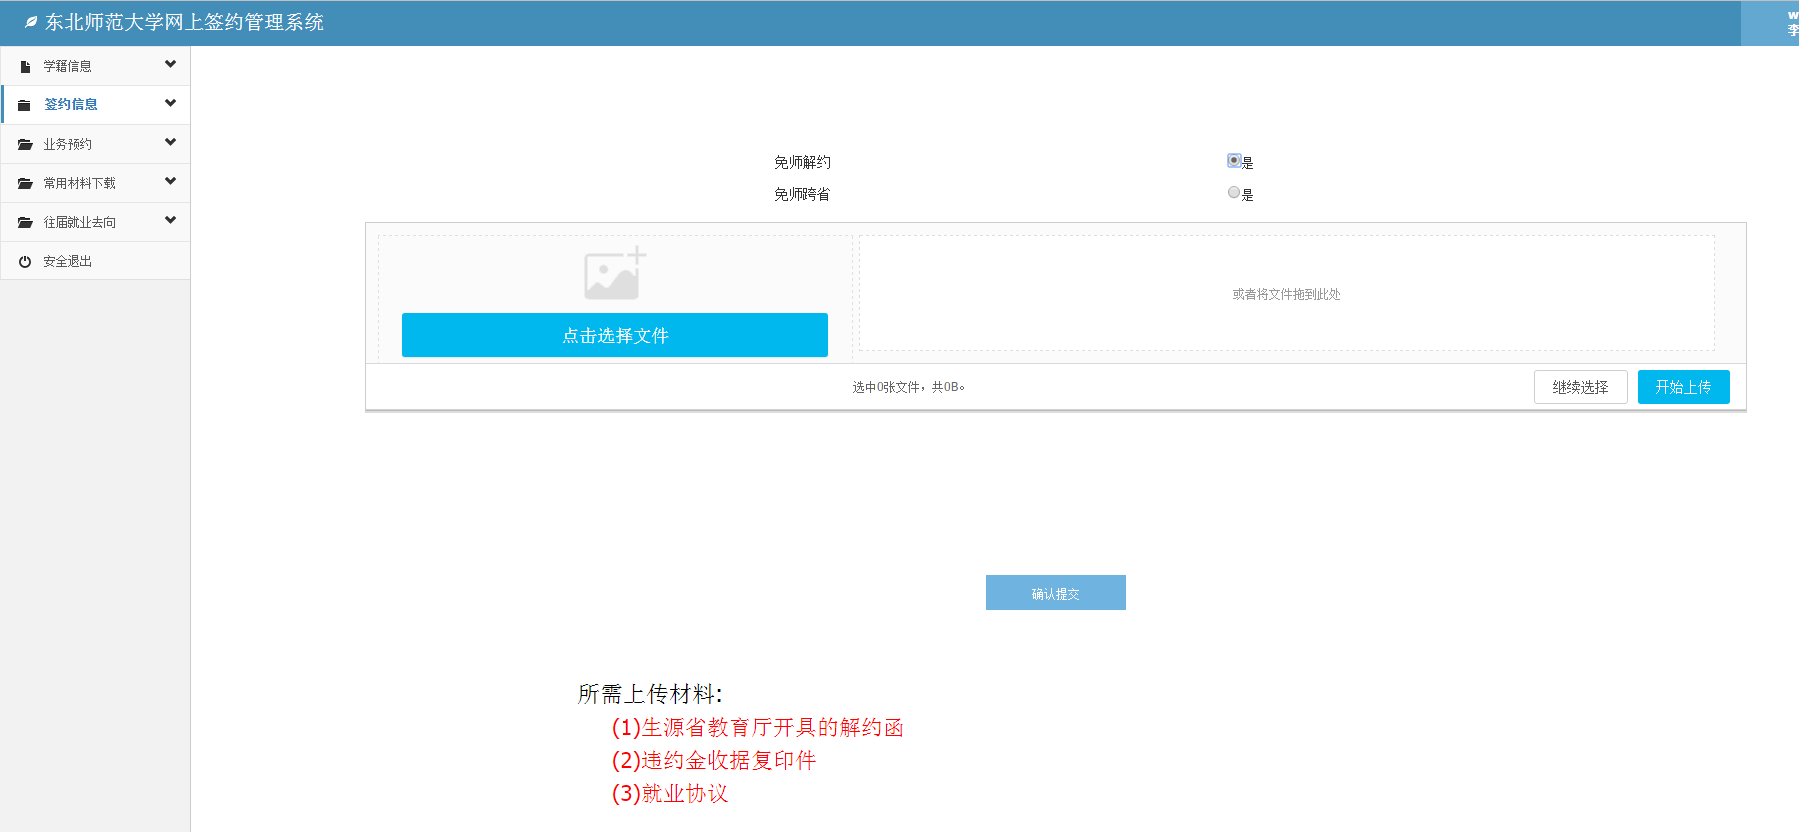 东北师范大学网上签约管理系统
w
李
学籍信息
签约信息
业务预约
常用材料下载
往届就业去向
安全退出
免师解约 是
免师跨省 是
点击选择文件
或者将文件拖到此处
选中0张文件，共0B。
继续选择
开始上传
确认提交
所需上传材料:
(1)生源省教育厅开具的解约函
(2)违约金收据复印件
(3)就业协议